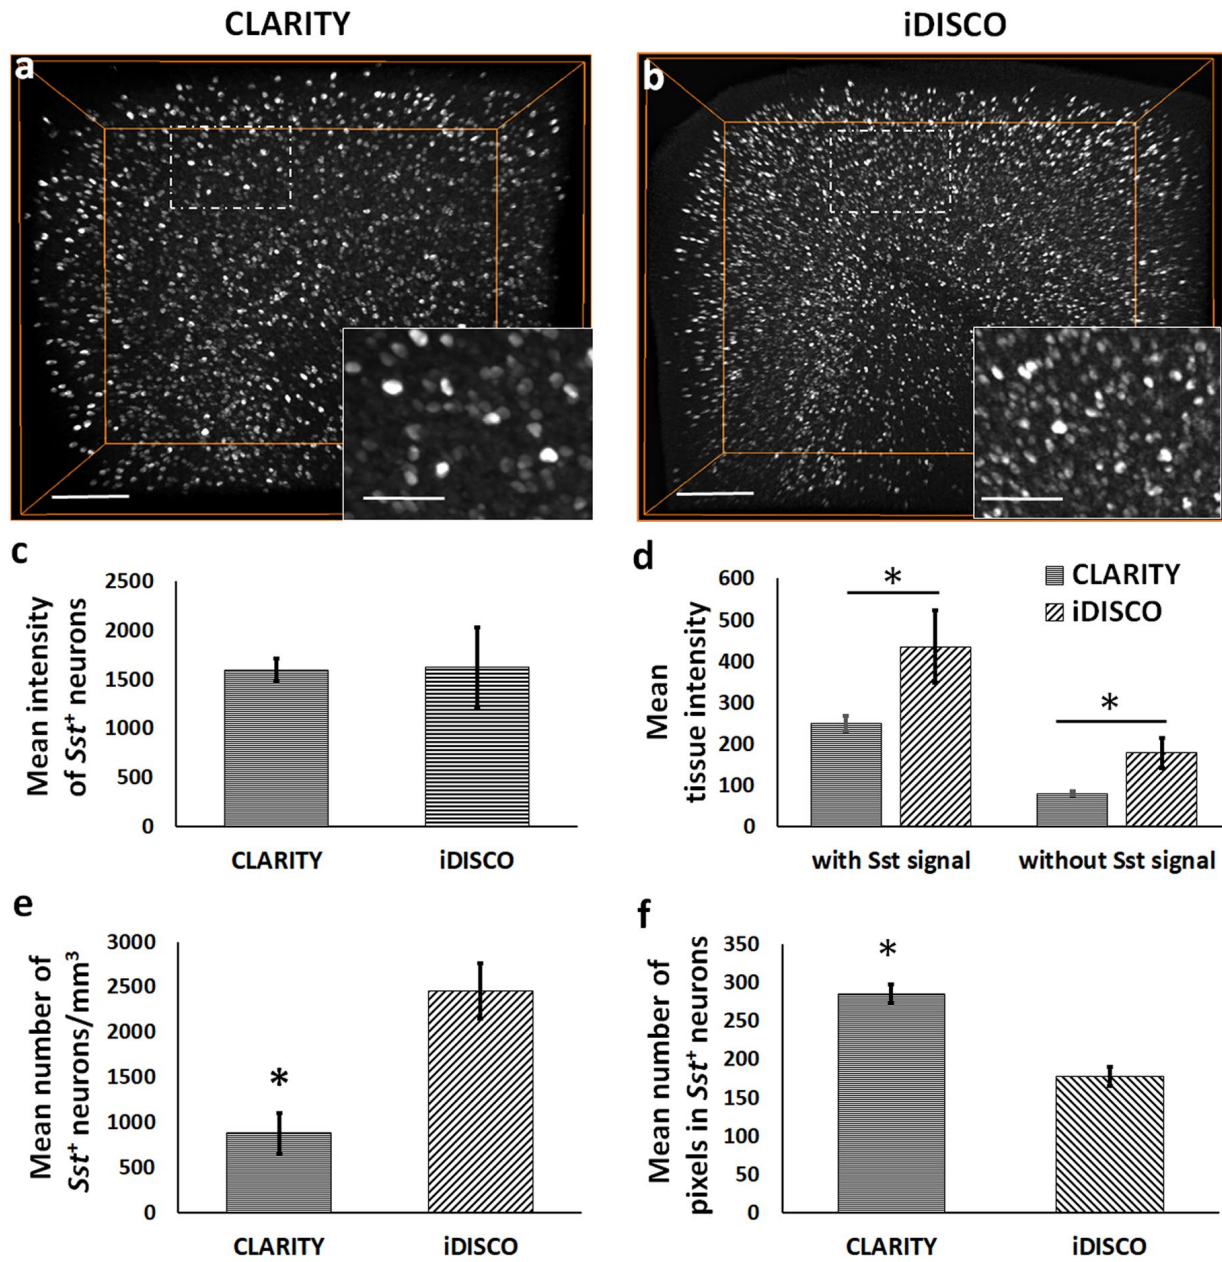 CLARITY
iDISCO
a
b
c
Mean intensity
of Sst⁺ neurons
2500
2000
1500
1000
500
0
CLARITY
iDISCO
d
Mean
tissue intensity
600
500
400
300
200
100
0
*
*
CLARITY
iDISCO
with Sst signal
without Sst signal
e
Mean number of
Sst⁺ neurons/mm³
3000
2500
2000
1500
1000
500
0
*
CLARITY
iDISCO
f
Mean number of
pixels in Sst⁺ neurons
350
300
250
200
150
100
50
0
*
CLARITY
iDISCO